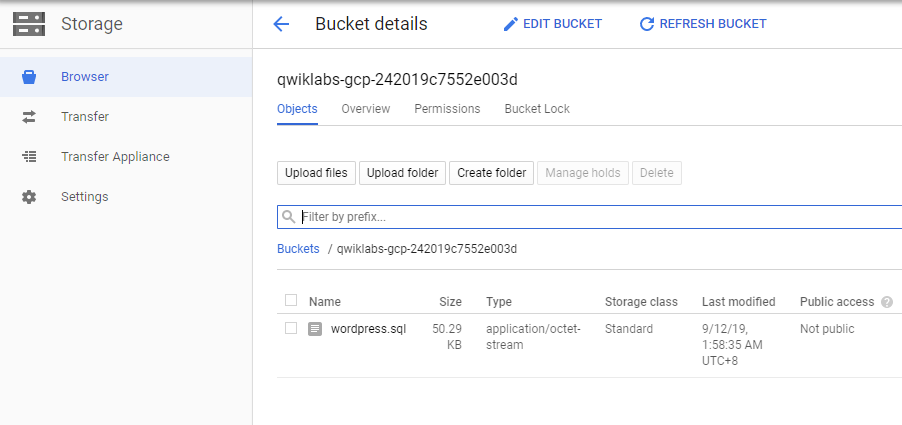 Storage
Bucket details
EDIT BUCKET
REFRESH BUCKET
Browser
Transfer
Transfer Appliance
Settings
qwiklabs-gcp-242019c7552e003d
Objects Overview Permissions Bucket Lock
Upload files Upload folder Create folder Manage holds Delete
Filter by prefix...
Buckets / qwiklabs-gcp-242019c7552e003d
Name Size Type Storage class Last modified Public access ?
wordpress.sql 50.29 application/octet- Standard 9/12/19, Not public
KB stream 1:58:35 AM
UTC+8